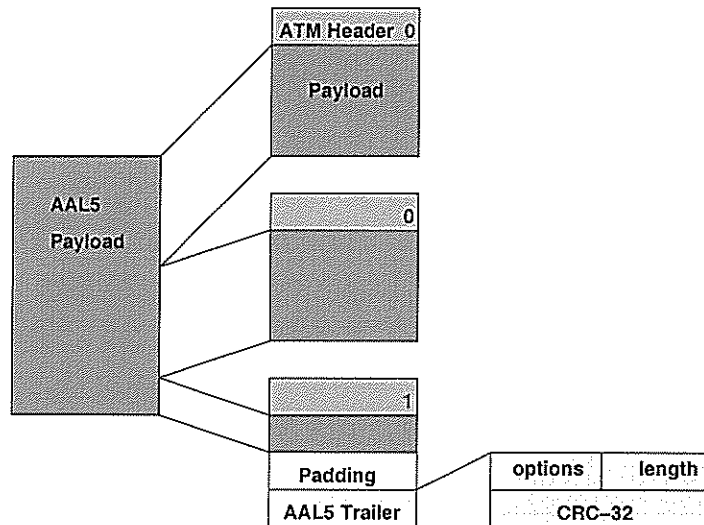 ATM Header 0
Payload
AAL5
Payload
0
1
Padding
AAL5 Trailer
options length
CRC–32